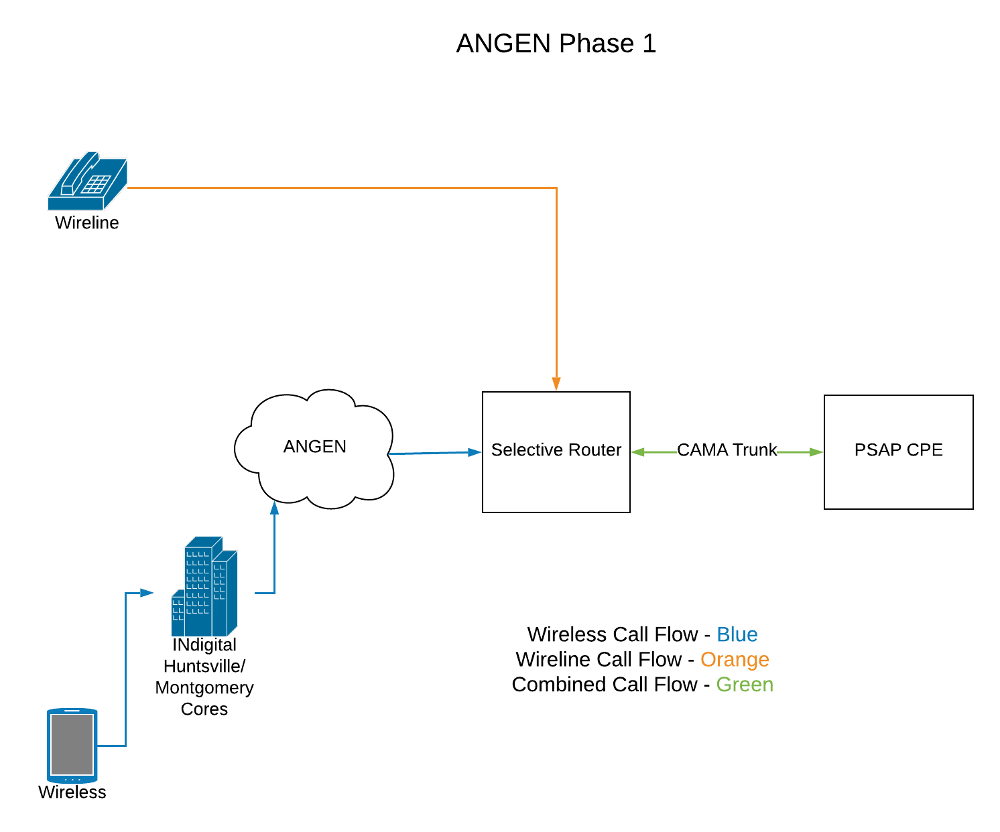 ANGEN Phase 1
Wireline
ANGEN
Selective Router
CAMA Trunk
PSAP CPE
INdigital
Huntsville/
Montgomery
Cores
Wireless Call Flow - Blue
Wireline Call Flow - Orange
Combined Call Flow - Green
Wireless